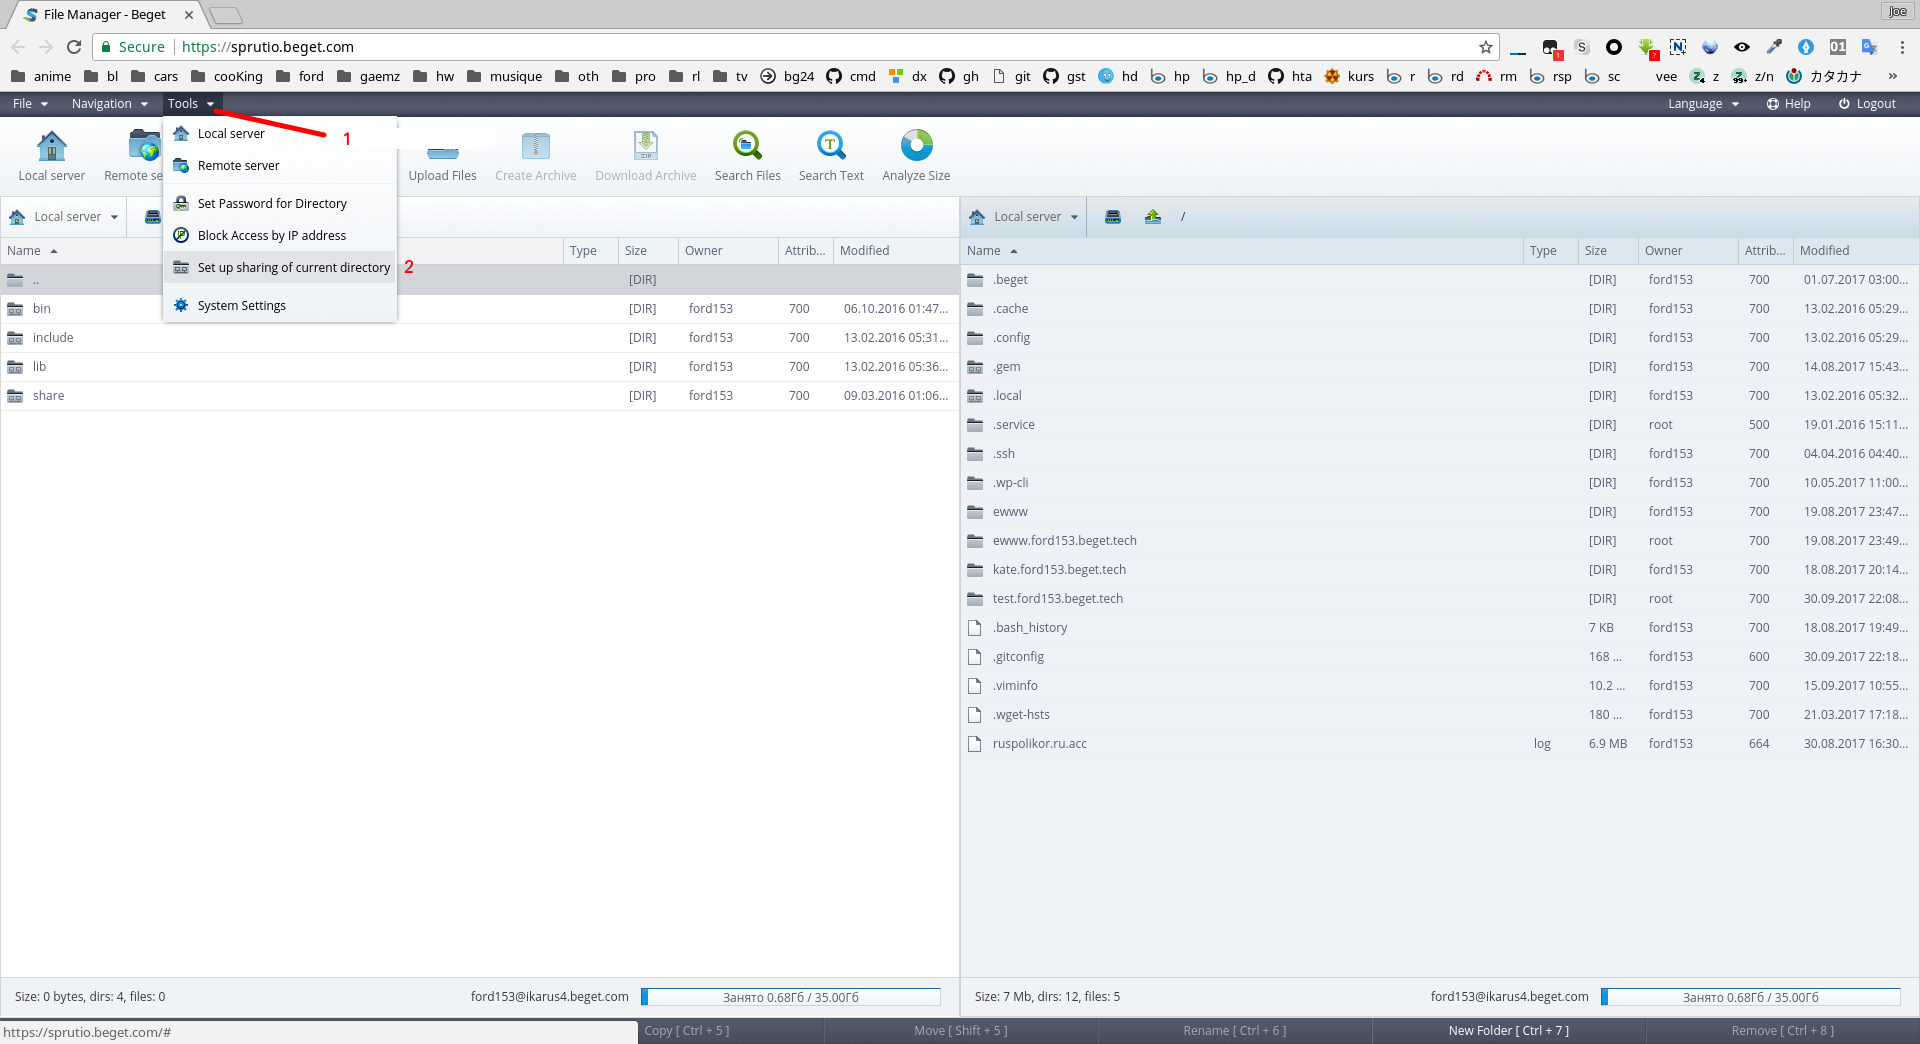 File Manager - Beget
Joe
Secure https://sprutio.beget.com
anime bl cars cooKing ford gaemz hw musique oth pro rl tv bg24 cmd dx gh git gst hd hp hp_d hta kurs r rd rm rsp sc vee z z/n カタカナ »
File Navigation Tools Language Help Logout
Local server
Remote server
Set Password for Directory
Block Access by IP address
Set up sharing of current directory
System Settings
1
2
Local server Remote se Upload Files Create Archive Download Archive Search Files Search Text Analyze Size
Local server
Name Type Size Owner Attrib... Modified
.. [DIR]
bin [DIR] ford153 700 06.10.2016 01:47...
include [DIR] ford153 700 13.02.2016 05:31...
lib [DIR] ford153 700 13.02.2016 05:36...
share [DIR] ford153 700 09.03.2016 01:06...
Size: 0 bytes, dirs: 4, files: 0 ford153@ikarus4.beget.com Занято 0.68Гб / 35.00Гб
Local server /
Name Type Size Owner Attrib... Modified
.beget [DIR] ford153 700 01.07.2017 03:00...
.cache [DIR] ford153 700 13.02.2016 05:29...
.config [DIR] ford153 700 13.02.2016 05:29...
.gem [DIR] ford153 700 14.08.2017 15:43...
.local [DIR] ford153 700 13.02.2016 05:32...
.service [DIR] root 500 19.01.2016 15:11...
.ssh [DIR] ford153 700 04.04.2016 04:40...
.wp-cli [DIR] ford153 700 10.05.2017 11:00...
ewww [DIR] ford153 700 19.08.2017 23:47...
ewww.ford153.beget.tech [DIR] root 700 19.08.2017 23:49...
kate.ford153.beget.tech [DIR] ford153 700 18.08.2017 20:14...
test.ford153.beget.tech [DIR] root 700 30.09.2017 22:08...
.bash_history 7 KB ford153 700 18.08.2017 19:49...
.gitconfig 168 ... ford153 600 30.09.2017 22:18...
.viminfo 10.2 ... ford153 700 15.09.2017 10:55...
.wget-hsts 180 ... ford153 700 21.03.2017 17:18...
ruspolikor.ru.acc log 6.9 MB ford153 664 30.08.2017 16:30...
Size: 7 Mb, dirs: 12, files: 5 ford153@ikarus4.beget.com Занято 0.68Гб / 35.00Гб
https://sprutio.beget.com/# Copy [ Ctrl + 5 ] Move [ Shift + 5 ] Rename [ Ctrl + 6 ] New Folder [ Ctrl + 7 ] Remove [ Ctrl + 8 ]